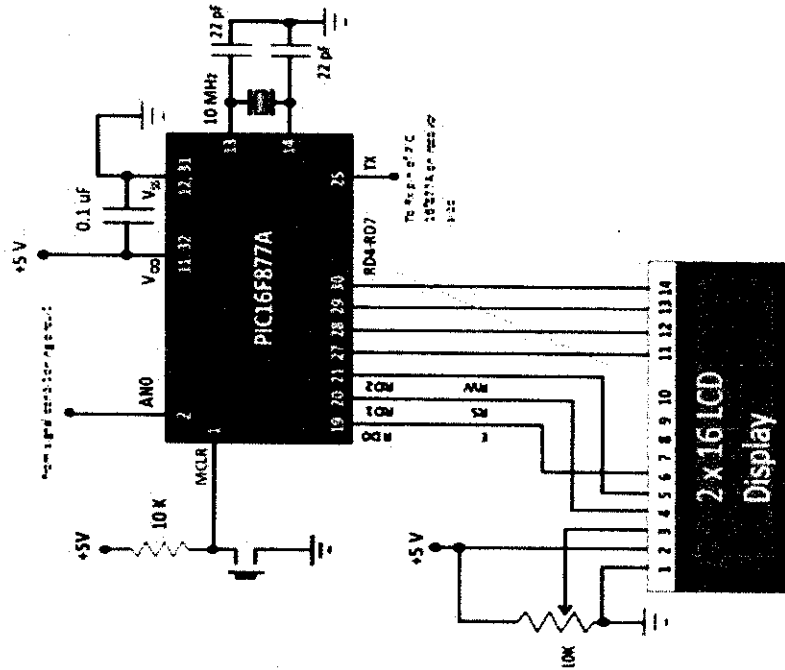 +5 V
0.1 uF
10 MHz
22 pf
22 pf
AN0
VDD
Vss
2
11, 32
12, 31
13
14
+5V
10 K
MCLR
1
PIC16F877A
RD4-RD7
25
TX
19 20 21 27 28 29 30
RD0 RD1 RD2
E RS RW
+5 V
10K
1 2 3 4 5 6 7 8 9 10 11 12 13 14
2 x 16 LCD
Display